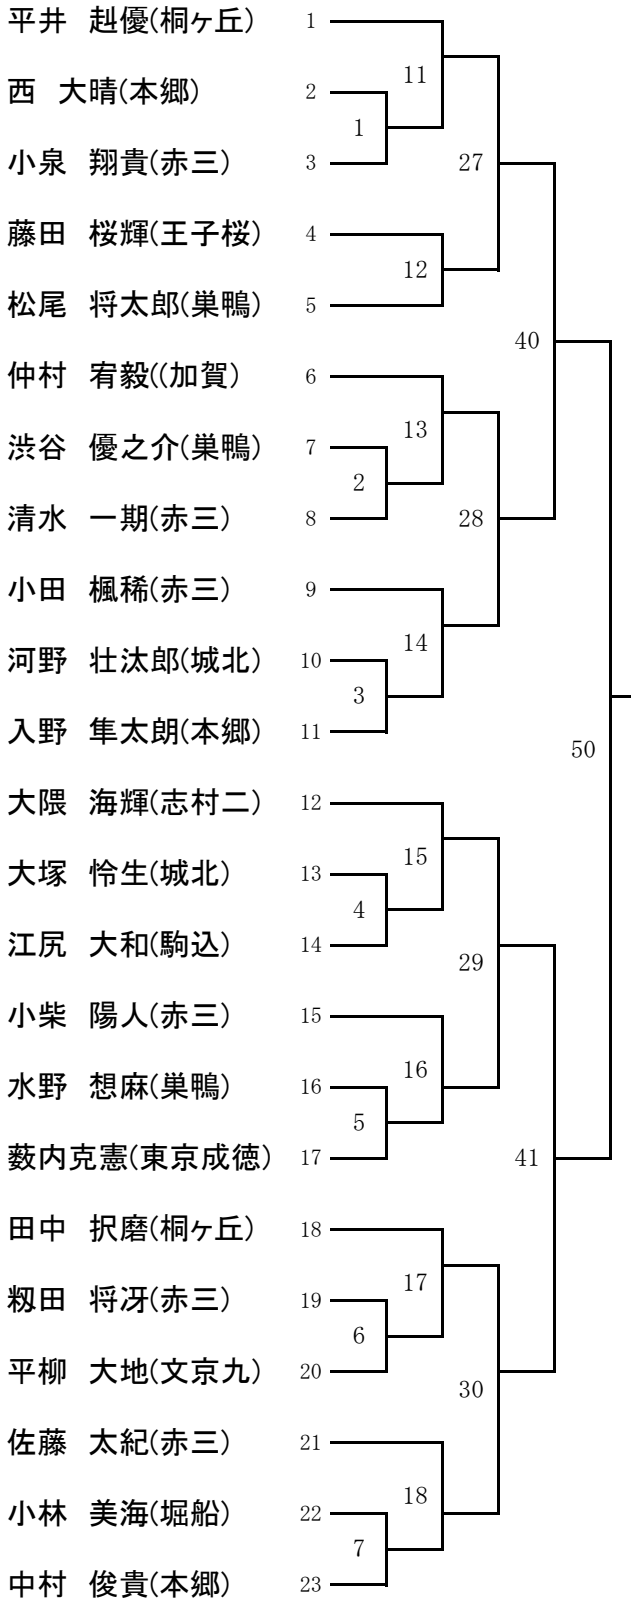 平井　赳優(桐ヶ丘) 1
11
西　大晴(本郷) 2
1
小泉　翔貴(赤三) 3
27
藤田　桜輝(王子桜) 4
12
松尾　将太郎(巣鴨) 5
40
仲村　宥毅((加賀) 6
13
渋谷　優之介(巣鴨) 7
2
清水　一期(赤三) 8
28
小田　楓稀(赤三) 9
14
河野　壮汰郎(城北) 10
3
入野　隼太朗(本郷) 11
50
大隈　海輝(志村二) 12
15
大塚　怜生(城北) 13
4
江尻　大和(駒込) 14
29
小柴　陽人(赤三) 15
16
水野　想麻(巣鴨) 16
5
薮内克憲(東京成徳) 17
41
田中　択磨(桐ヶ丘) 18
17
籾田　将冴(赤三) 19
6
平柳　大地(文京九) 20
30
佐藤　太紀(赤三) 21
18
小林　美海(堀船) 22
7
中村　俊貴(本郷) 23